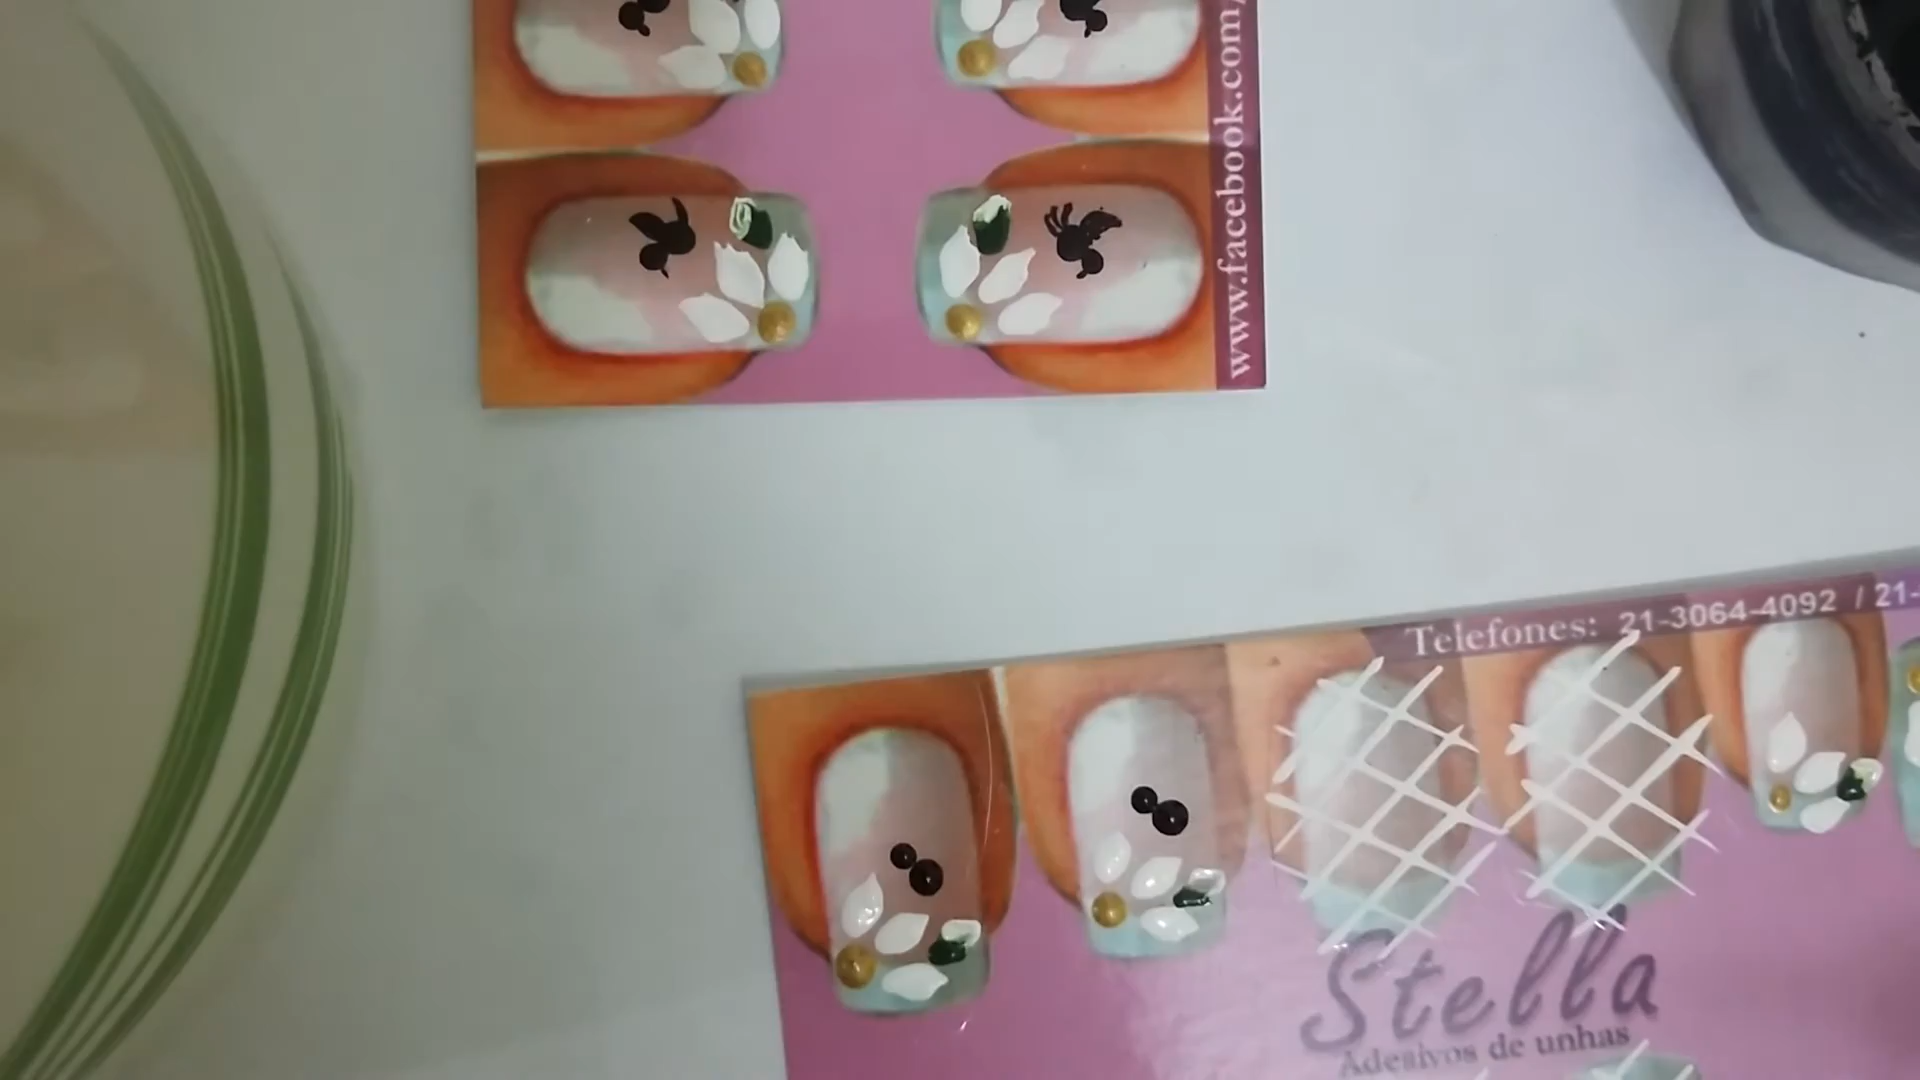 www.facebook.com/
Telefones: 21-3064-4092 / 21-
Stella
Adesivos de unhas